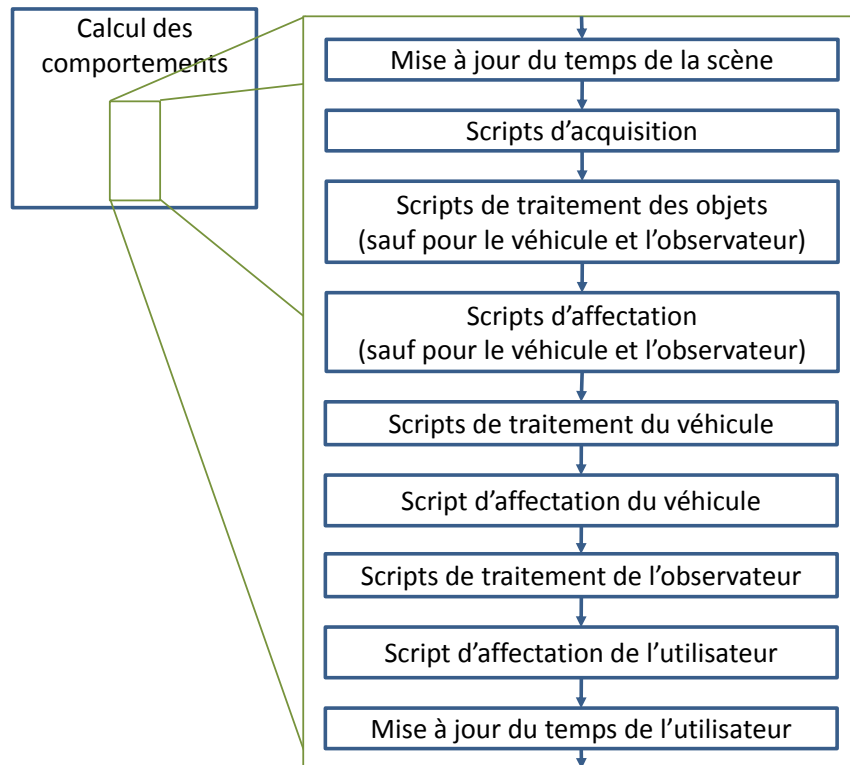 Calcul des
comportements
Mise à jour du temps de la scène
Scripts d’acquisition
Scripts de traitement des objets
(sauf pour le véhicule et l’observateur)
Scripts d’affectation
(sauf pour le véhicule et l’observateur)
Scripts de traitement du véhicule
Script d’affectation du véhicule
Scripts de traitement de l’observateur
Script d’affectation de l’utilisateur
Mise à jour du temps de l’utilisateur